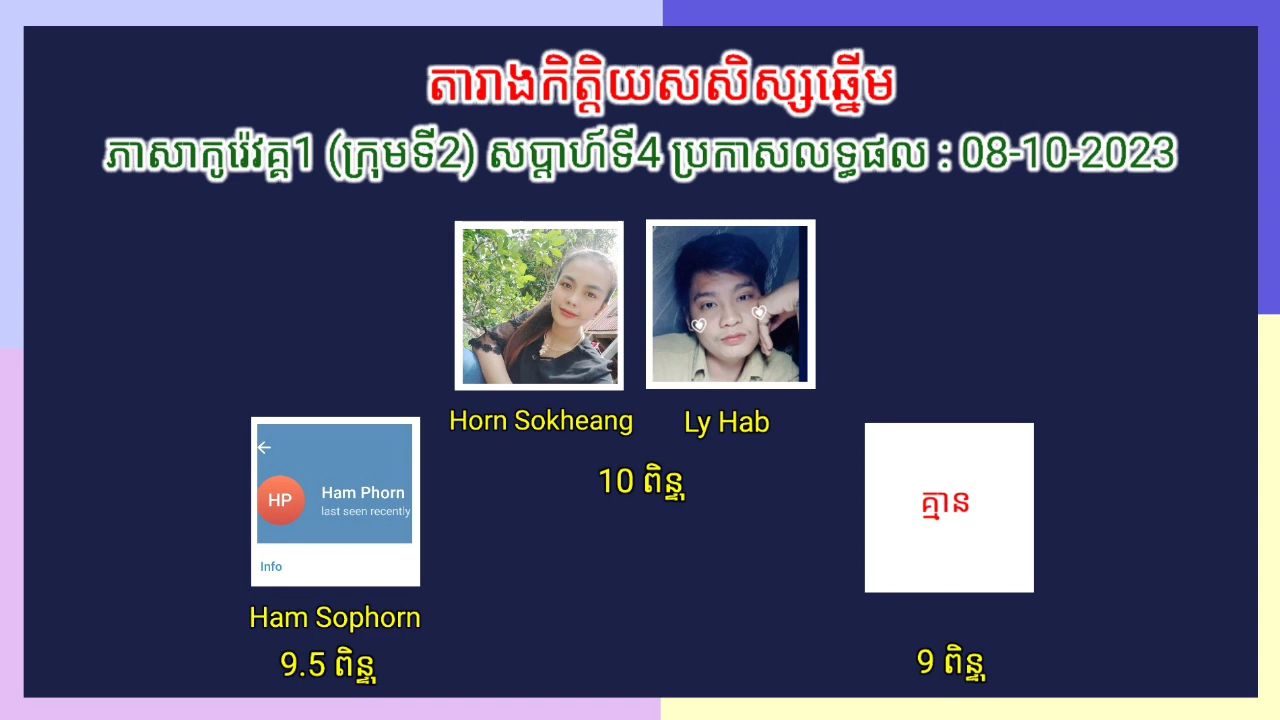 តារាងកិត្តិយសសិស្សឆ្នើម
ភាសាកូរ៉េវគ្គ1 (ក្រុមទី2) សប្តាហ៍ទី4 ប្រកាសលទ្ធផល : 08-10-2023
Horn Sokheang
Ly Hab
10 ពិន្ទុ
HP
Ham Phorn
last seen recently
Info
Ham Sophorn
9.5 ពិន្ទុ
គ្មាន
9 ពិន្ទុ